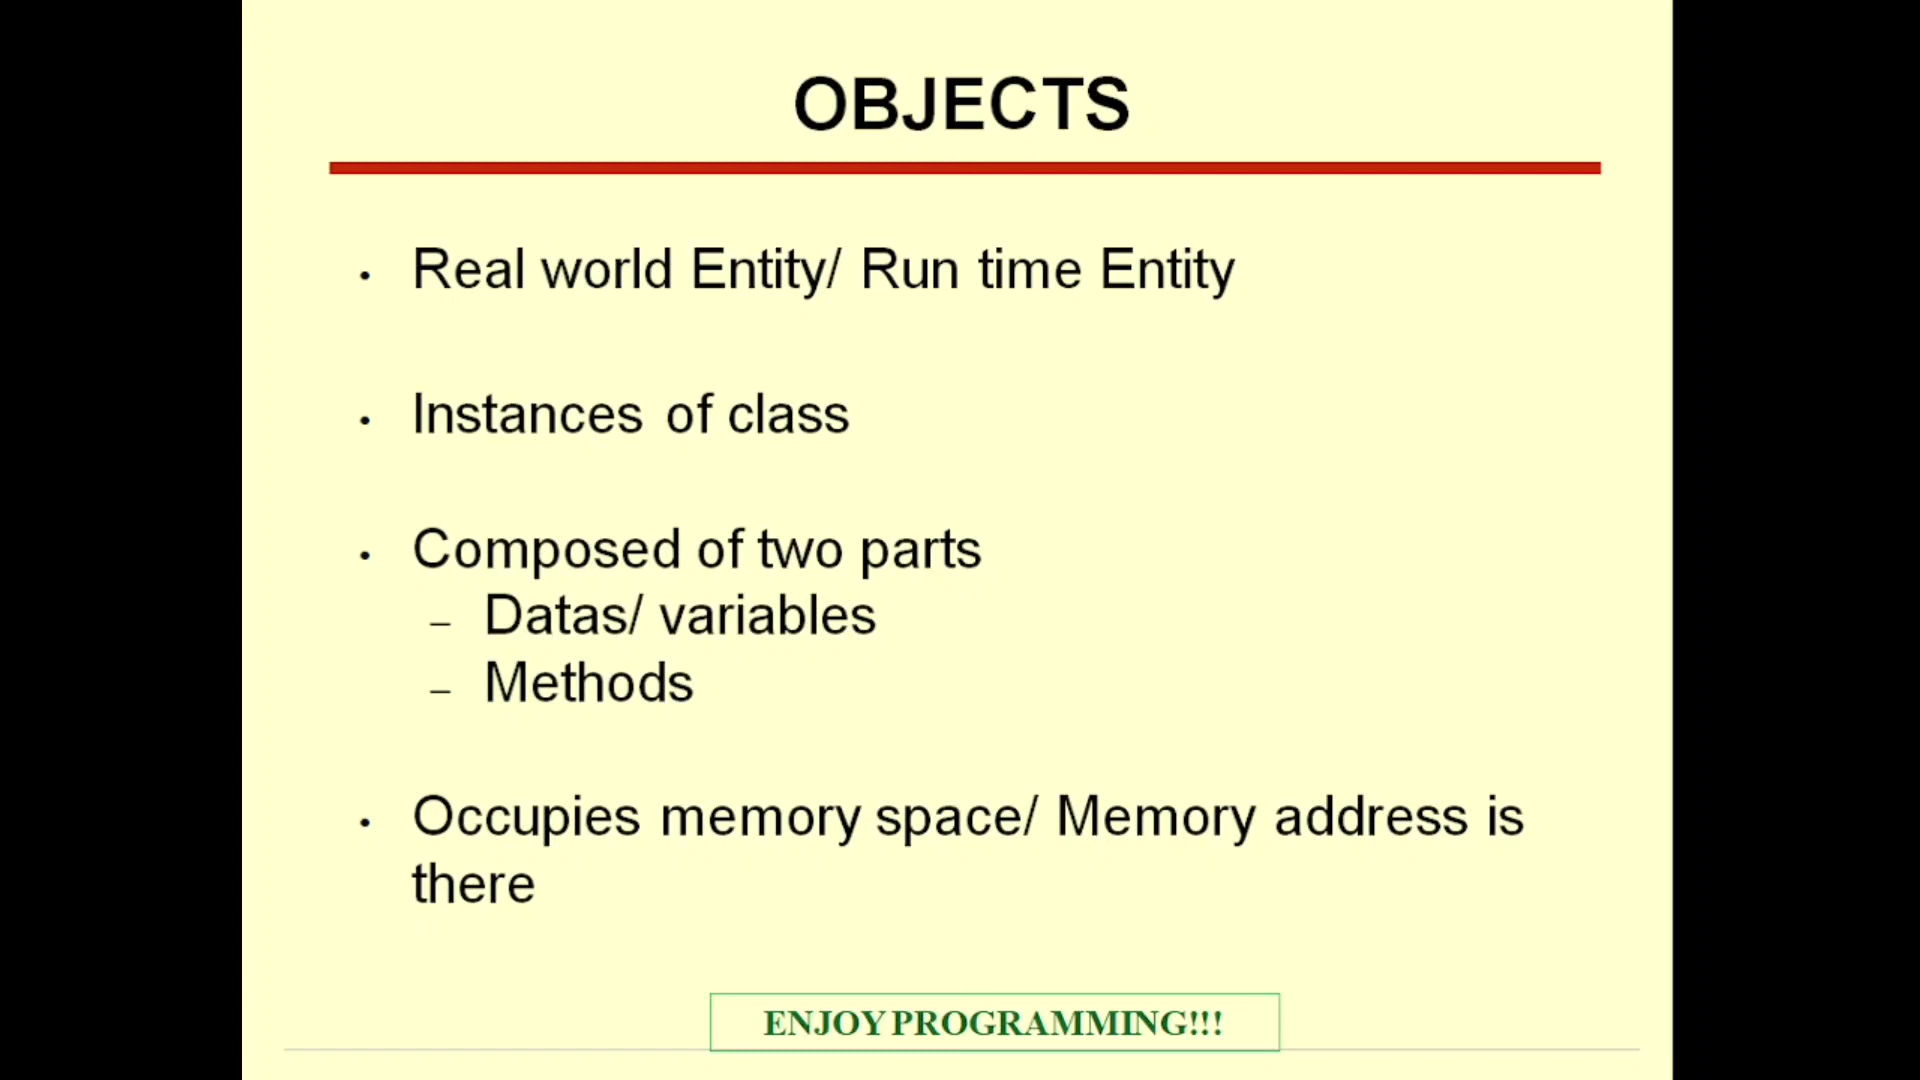 OBJECTS
• Real world Entity/ Run time Entity
• Instances of class
• Composed of two parts
– Datas/ variables
– Methods
• Occupies memory space/ Memory address is
there
ENJOY PROGRAMMING!!!